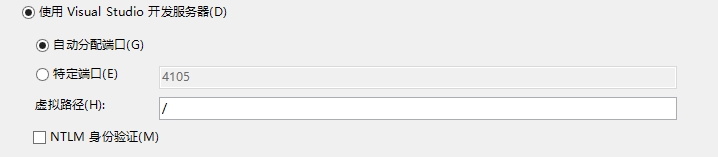 使用 Visual Studio 开发服务器(D)
自动分配端口(G)
特定端口(E) 4105
虚拟路径(H): /
NTLM 身份验证(M)